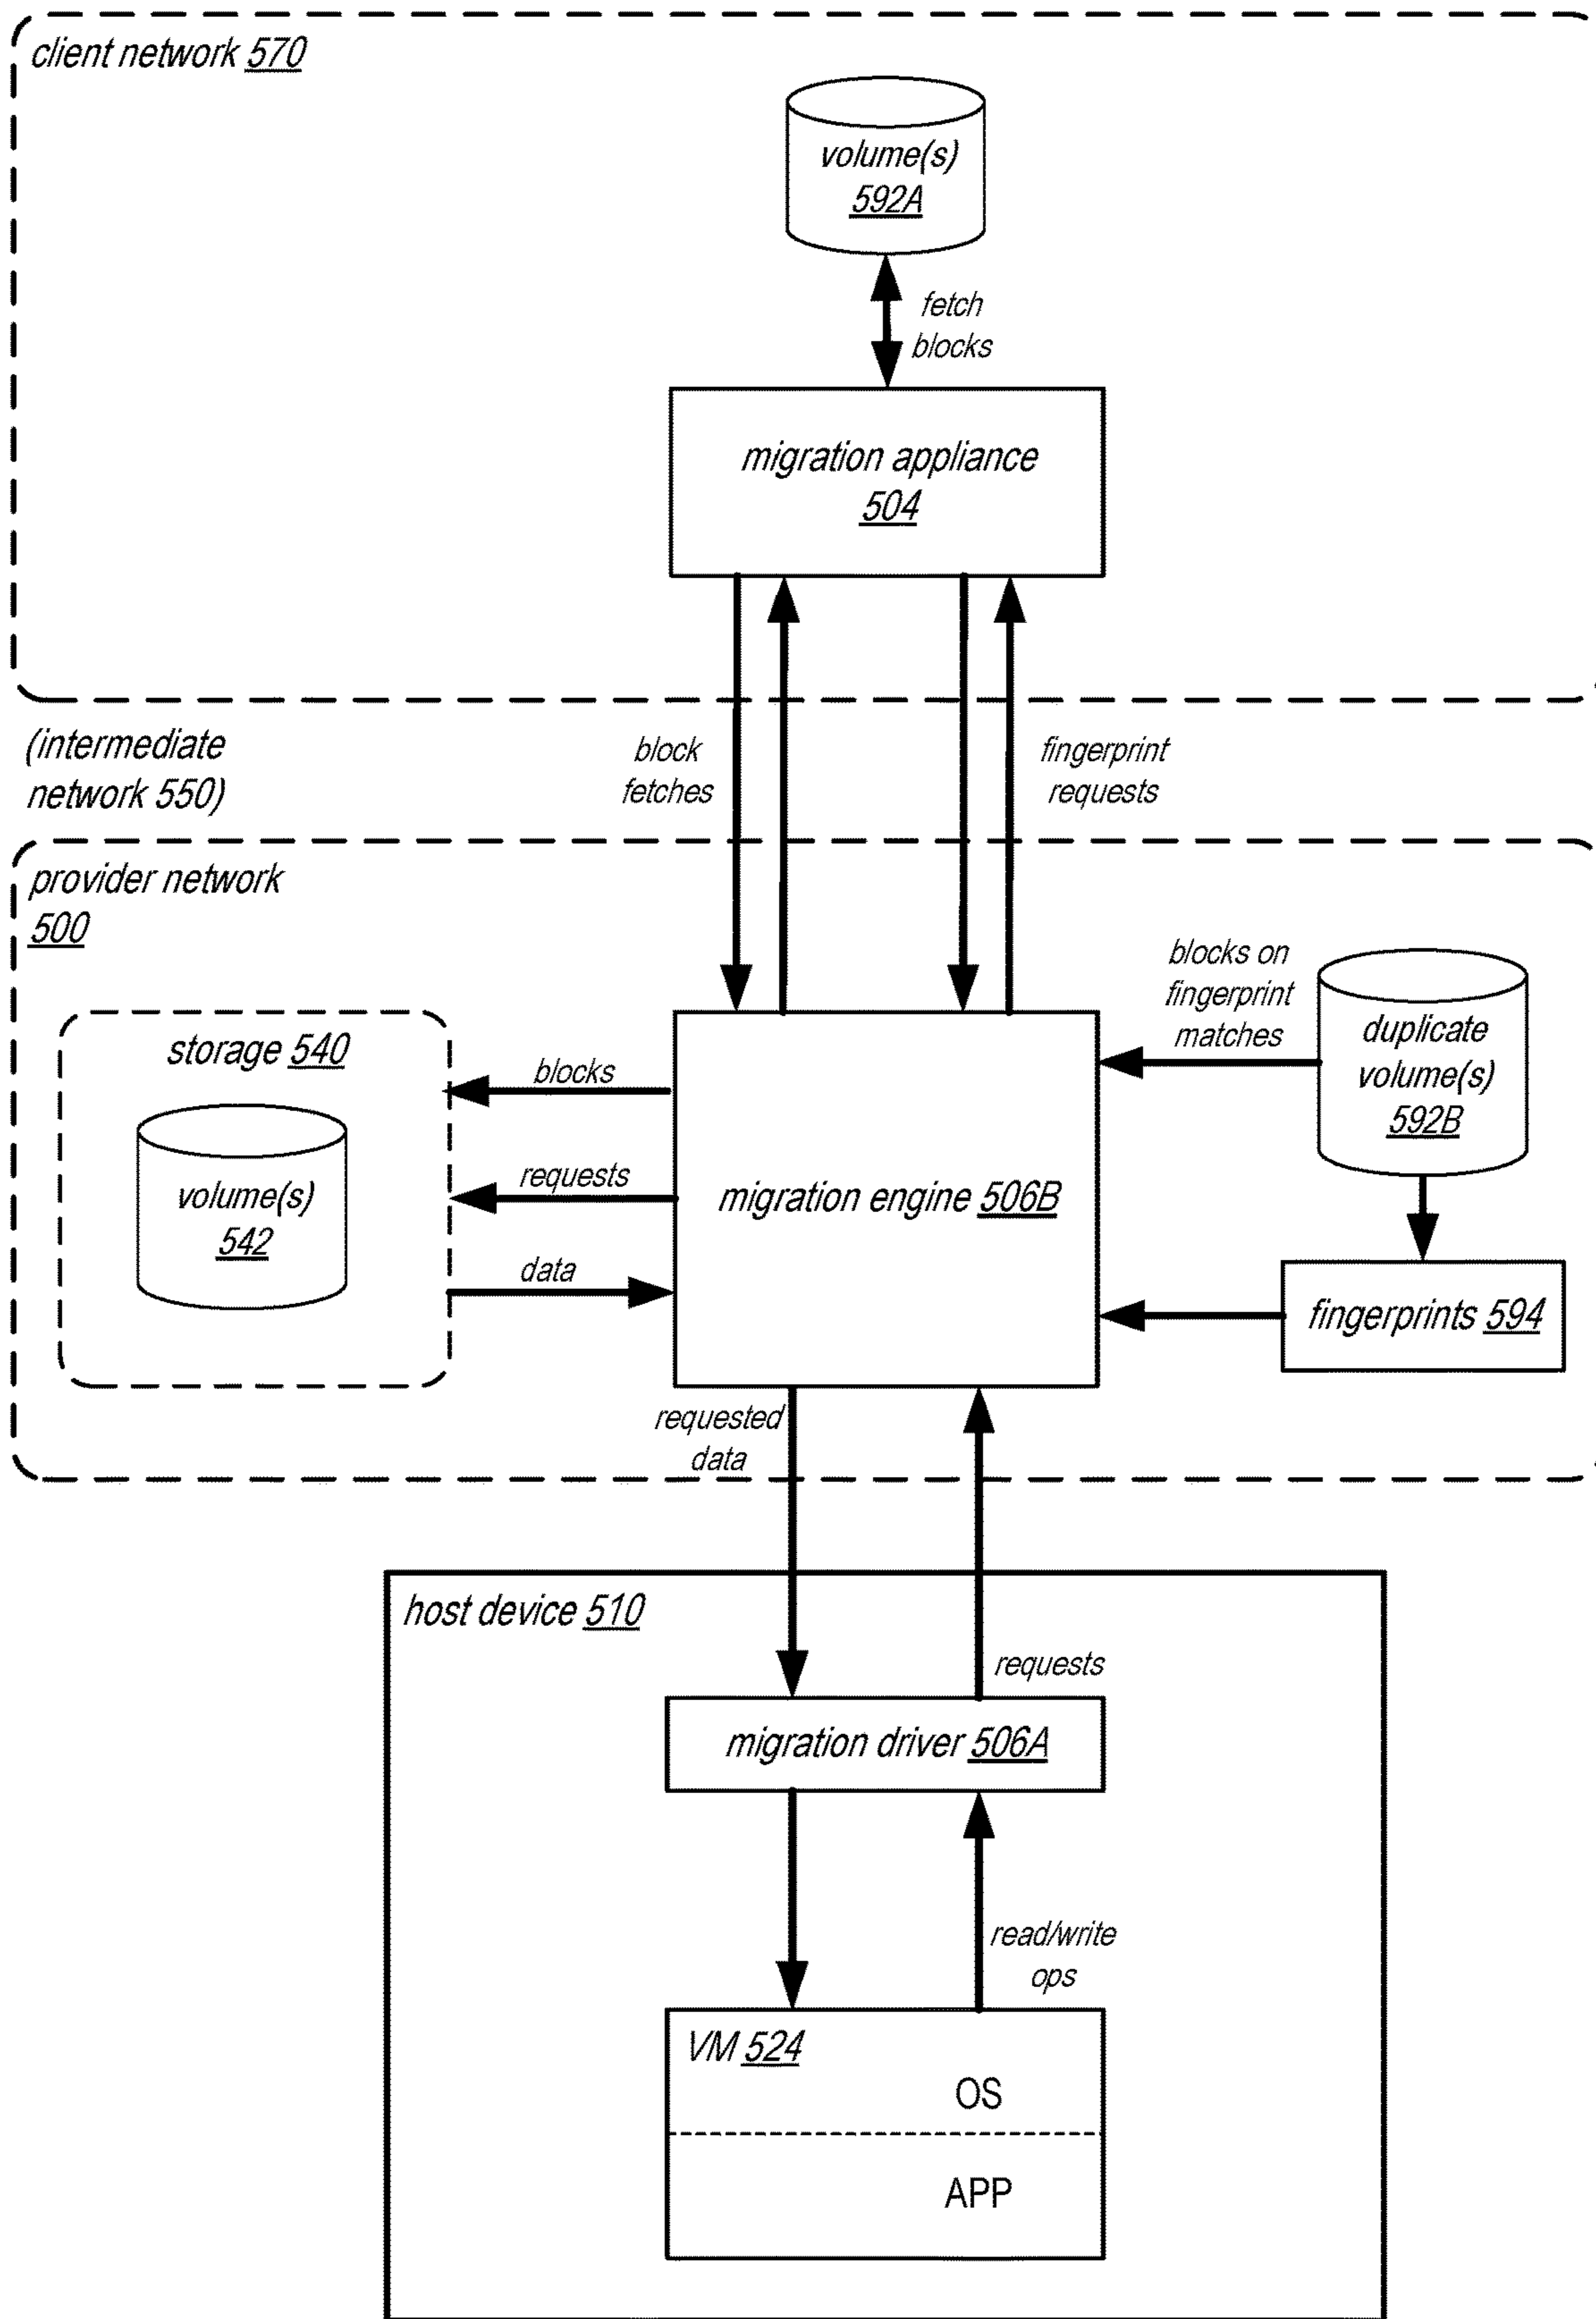 client network 570
volume(s)
592A
fetch
blocks
migration appliance
504
(intermediate
network 550)
block
fetches
fingerprint
requests
provider network
500
storage 540
volume(s)
542
blocks
requests
data
migration engine 506B
blocks on
fingerprint
matches
duplicate
volume(s)
592B
fingerprints 594
requested
data
host device 510
requests
migration driver 506A
read/write
ops
VM 524
OS
APP